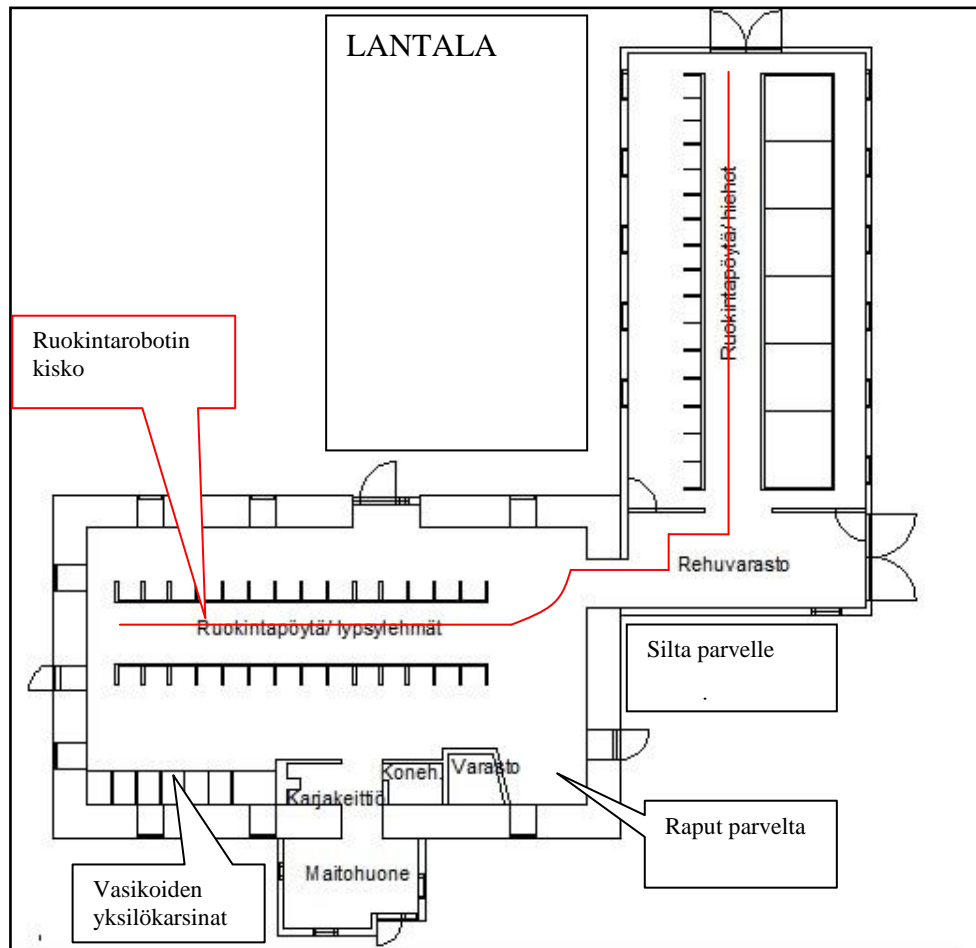 LANTALA
Ruokintapöytä/ hiehot
Ruokintarobotin
kisko
Rehuvarasto
Ruokintapöytä/ lypsylehmät
Silta parvelle
.
Koneh.
Varasto
Karjakeittiö
Raput parvelta
Maitohuone
Vasikoiden
yksilökarsinat